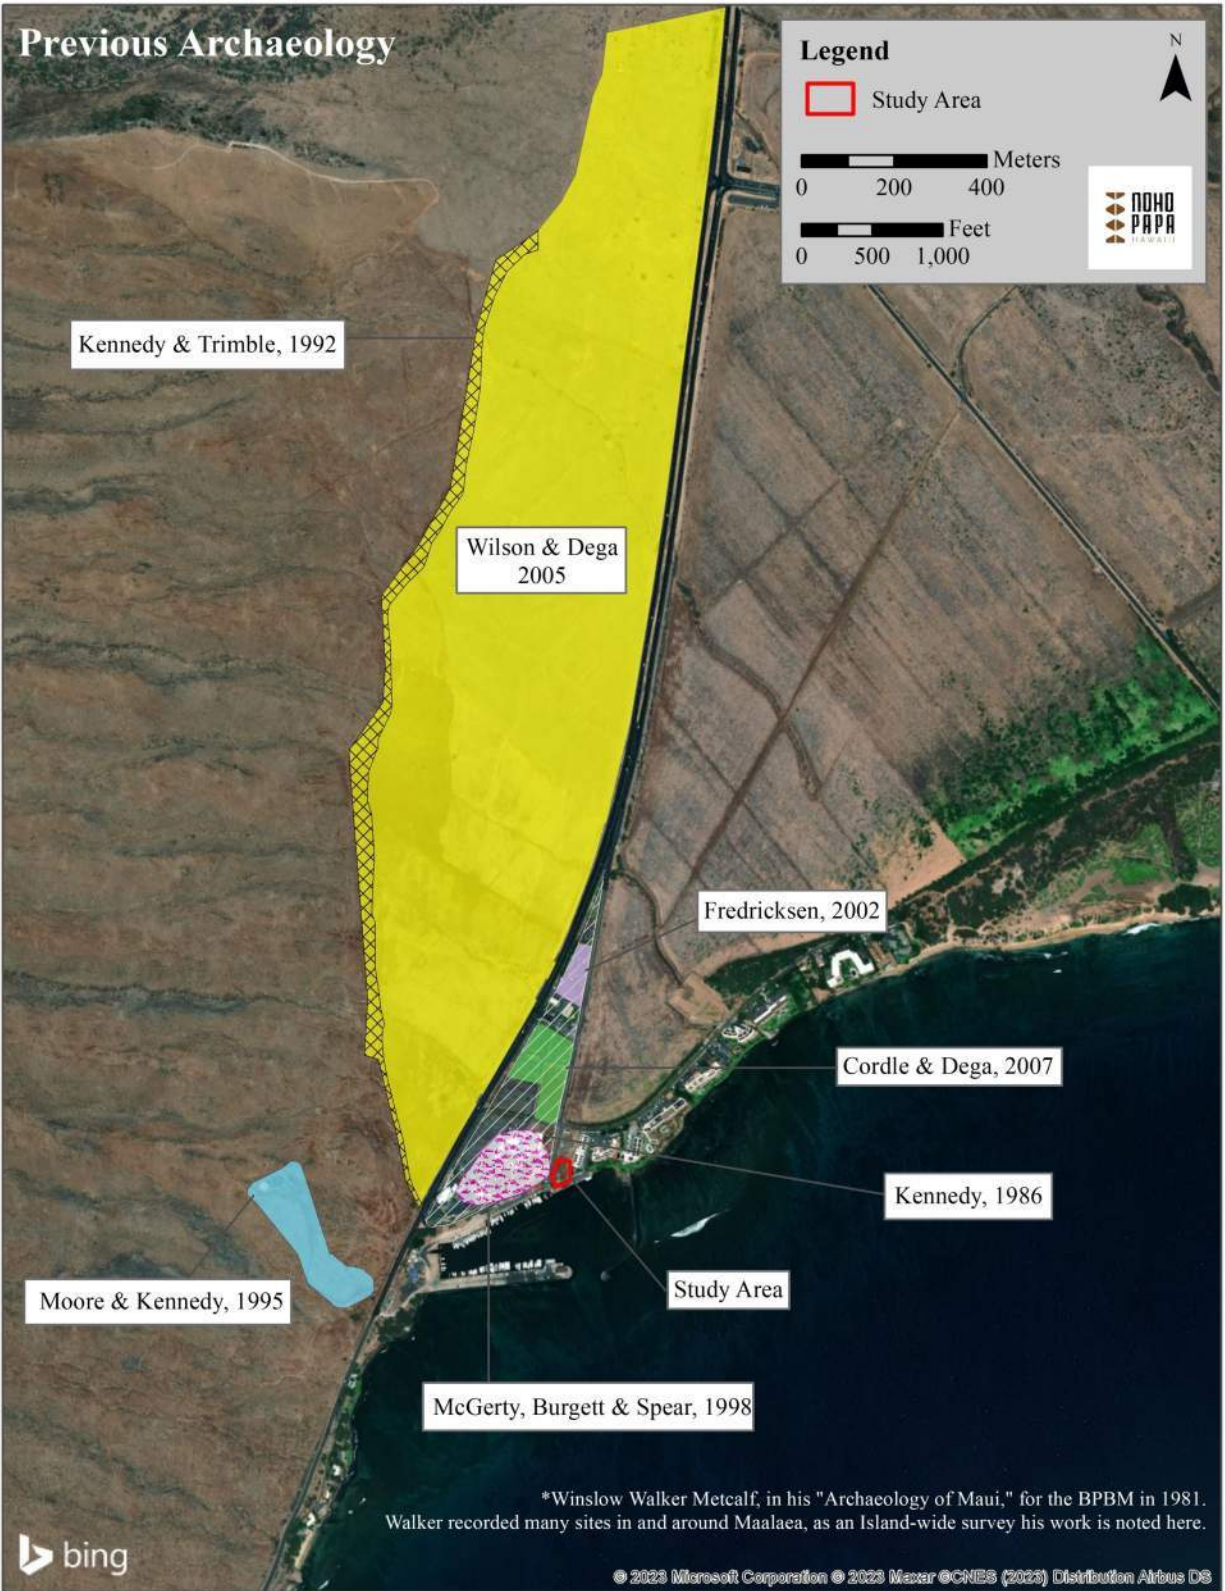 Previous Archaeology
Legend
N
Study Area
Meters
0 200 400
Feet
0 500 1,000
NOHO
PAPA
HAWAIʻI
Kennedy & Trimble, 1992
Wilson & Dega
2005
Fredricksen, 2002
Cordle & Dega, 2007
Kennedy, 1986
Study Area
Moore & Kennedy, 1995
McGerty, Burgett & Spear, 1998
*Winslow Walker Metcalf, in his "Archaeology of Maui," for the BPBM in 1981.
Walker recorded many sites in and around Maalaea, as an Island-wide survey his work is noted here.
bing
© 2023 Microsoft Corporation © 2023 Maxar ©CNES (2023) Distribution Airbus DS